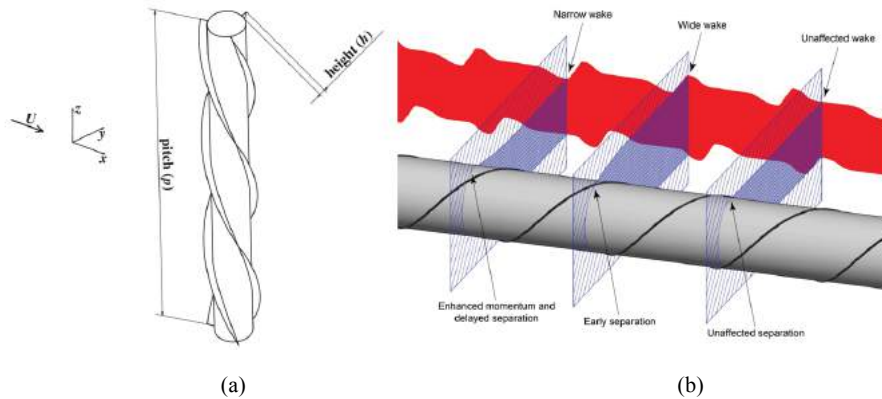 height (h)
U
z
y
x
pitch (p)
(a)
Narrow wake
Wide wake
Unaffected wake
Enhanced momentum and
delayed separation
Early separation
Unaffected separation
(b)